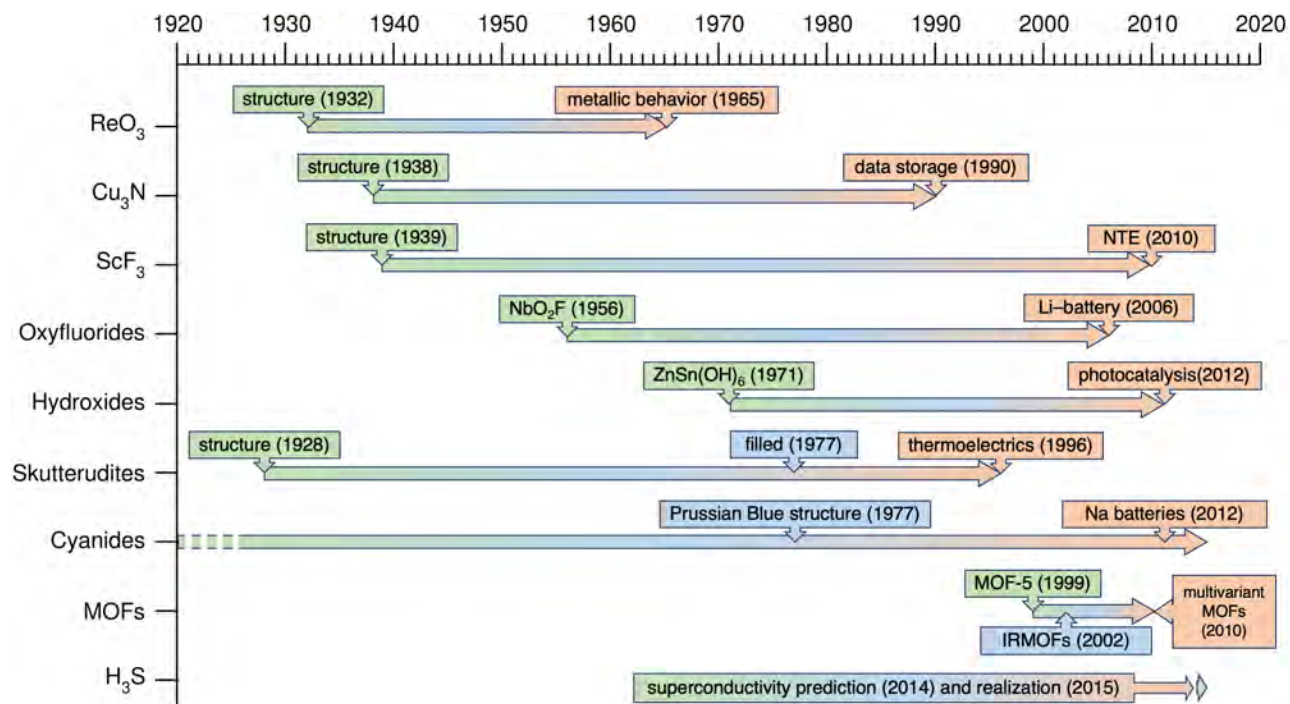 1920 1930 1940 1950 1960 1970 1980 1990 2000 2010 2020
structure (1932) metallic behavior (1965)
ReO₃
structure (1938) data storage (1990)
Cu₃N
structure (1939) NTE (2010)
ScF₃
NbO₂F (1956) Li–battery (2006)
Oxyfluorides
ZnSn(OH)₆ (1971) photocatalysis(2012)
Hydroxides
structure (1928) filled (1977) thermoelectrics (1996)
Skutterudites
Prussian Blue structure (1977) Na batteries (2012)
Cyanides
MOF-5 (1999)
MOFs
multivariant
MOFs
(2010)
IRMOFs (2002)
H₃S
superconductivity prediction (2014) and realization (2015)